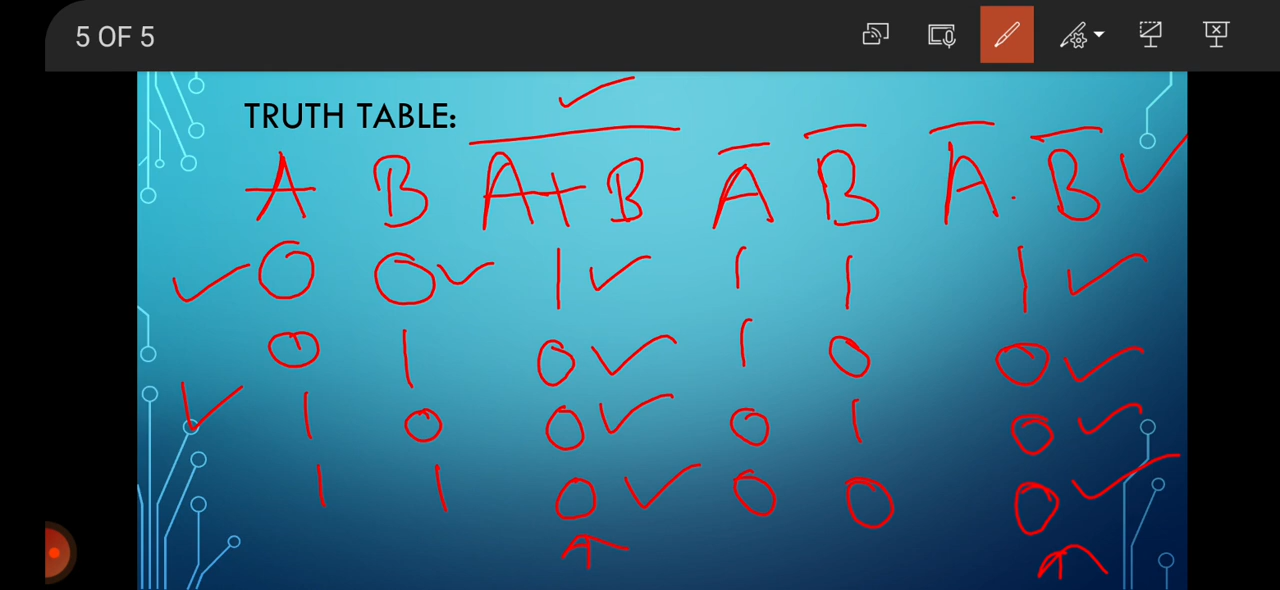 5 OF 5
TRUTH TABLE:
A B A̅+̅B̅ A̅ B̅ A̅.B̅
0 0 1 1 1 1
0 1 0 1 0 0
1 0 0 0 1 0
1 1 0 0 0 0